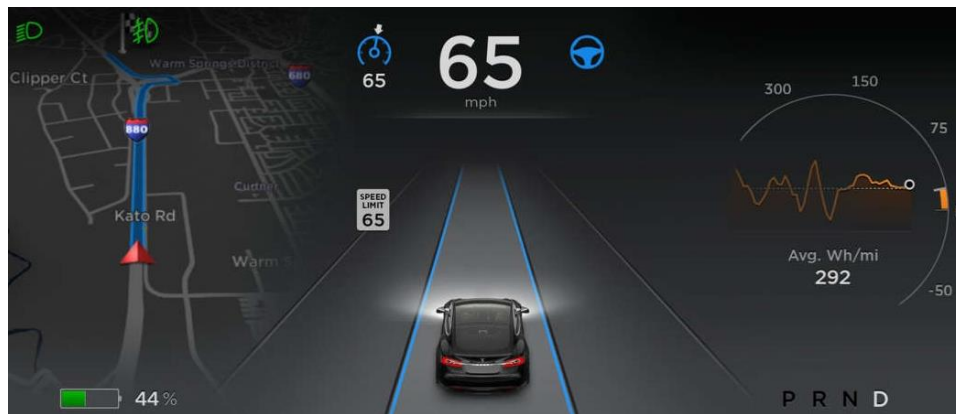 Clipper Ct
Warm Springs District
680
880
Curtner
Kato Rd
Warm S
44 %
65
65
mph
SPEED
LIMIT
65
300
150
75
-50
Avg. Wh/mi
292
P R N D